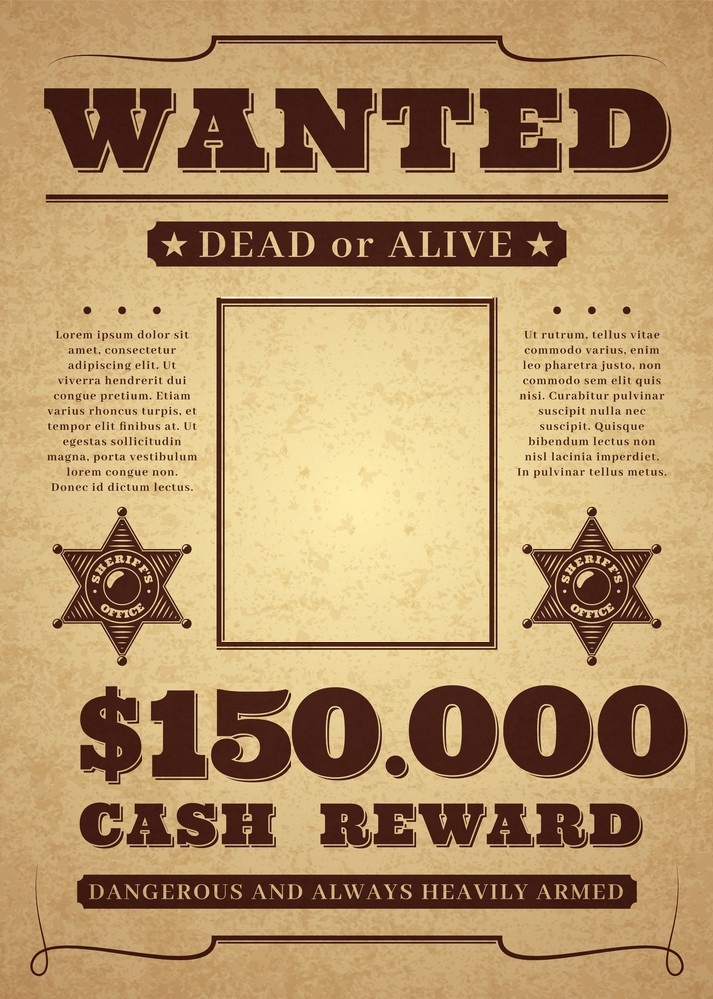 WANTED
★ DEAD or ALIVE ★
Lorem ipsum dolor sit
amet, consectetur
adipiscing elit. Ut
viverra hendrerit dui
congue pretium. Etiam
varius rhoncus turpis, et
tempor elit finibus at. Ut
egestas sollicitudin
magna, porta vestibulum
lorem congue non.
Donec id dictum lectus.
Ut rutrum, tellus vitae
commodo varius, enim
leo pharetra justo, non
commodo sem elit quis
nisi. Curabitur pulvinar
suscipit nulla nec
suscipit. Quisque
bibendum lectus non
nisl lacinia imperdiet.
In pulvinar tellus metus.
SHERIFF'S
OFFICE
SHERIFF'S
OFFICE
$150.000
CASH REWARD
DANGEROUS AND ALWAYS HEAVILY ARMED